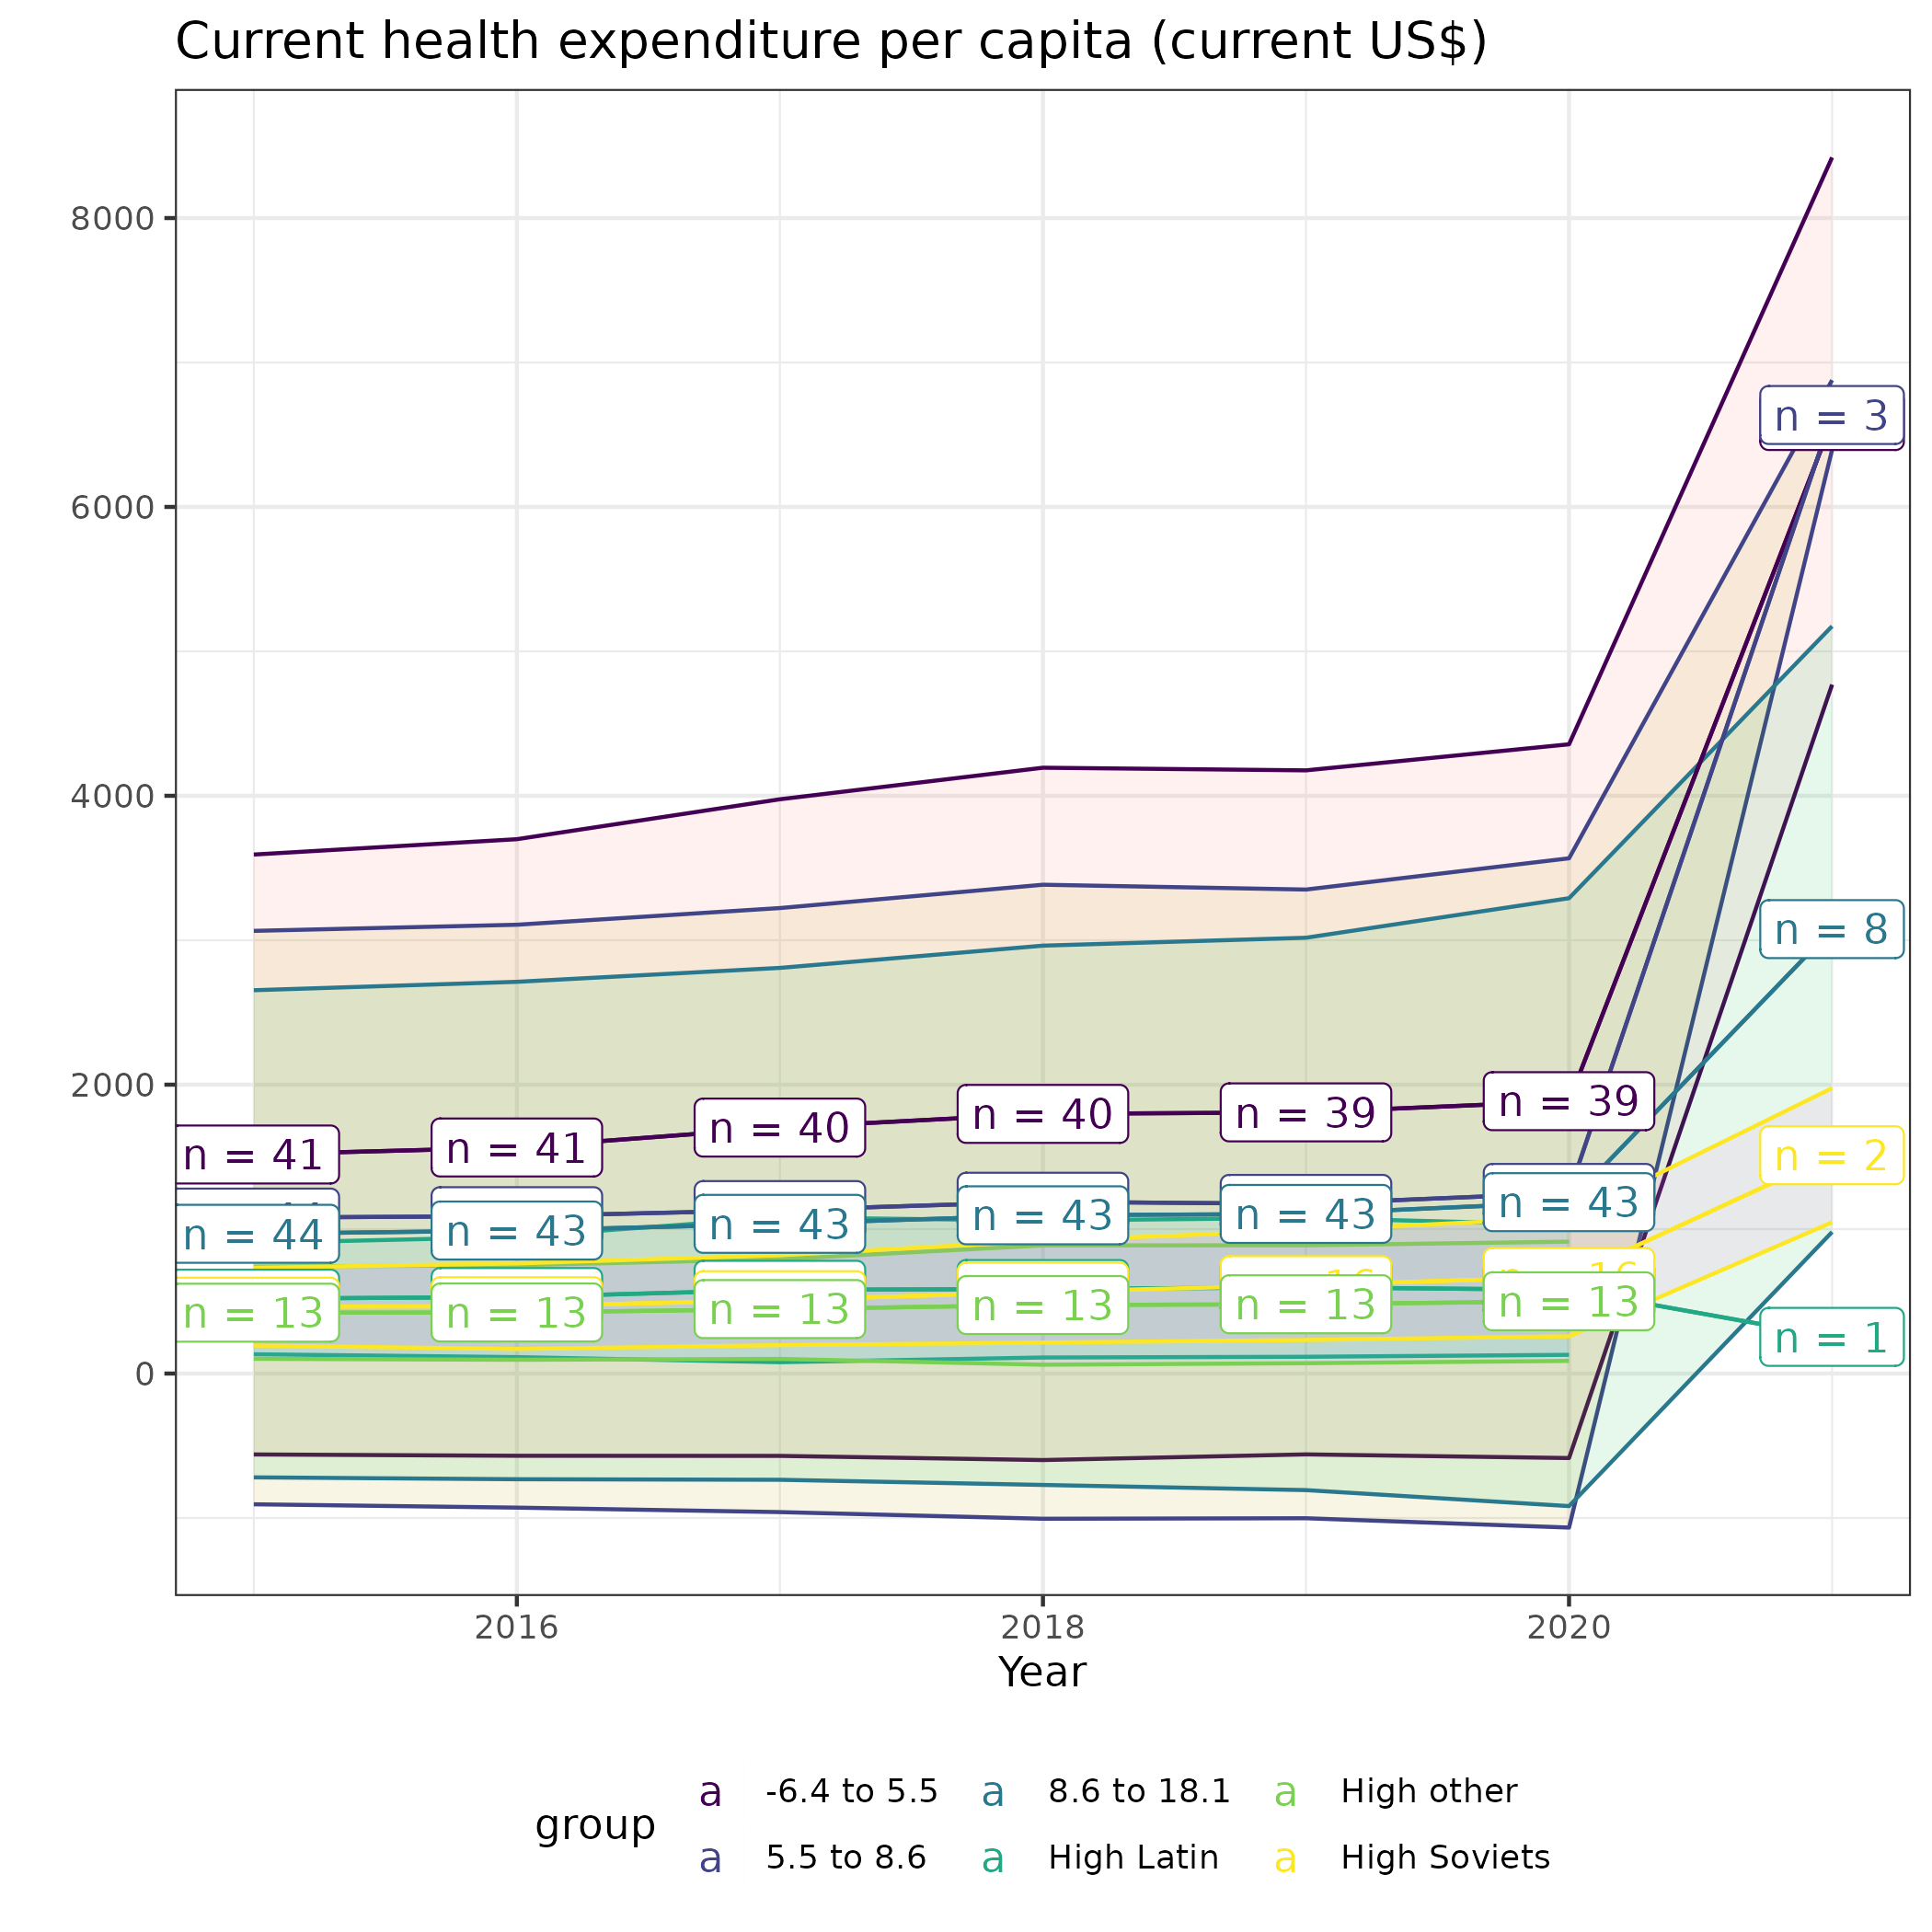 Current health expenditure per capita (current US$)
8000
6000
4000
2000
0
n = 3
n = 8
n = 41
n = 41
n = 40
n = 40
n = 39
n = 39
n = 2
n = 44
n = 43
n = 43
n = 43
n = 43
n = 43
n = 13
n = 13
n = 13
n = 13
n = 13
n = 13
n = 1
2016
2018
2020
Year
group
a -6.4 to 5.5
a 8.6 to 18.1
a High other
a 5.5 to 8.6
a High Latin
a High Soviets